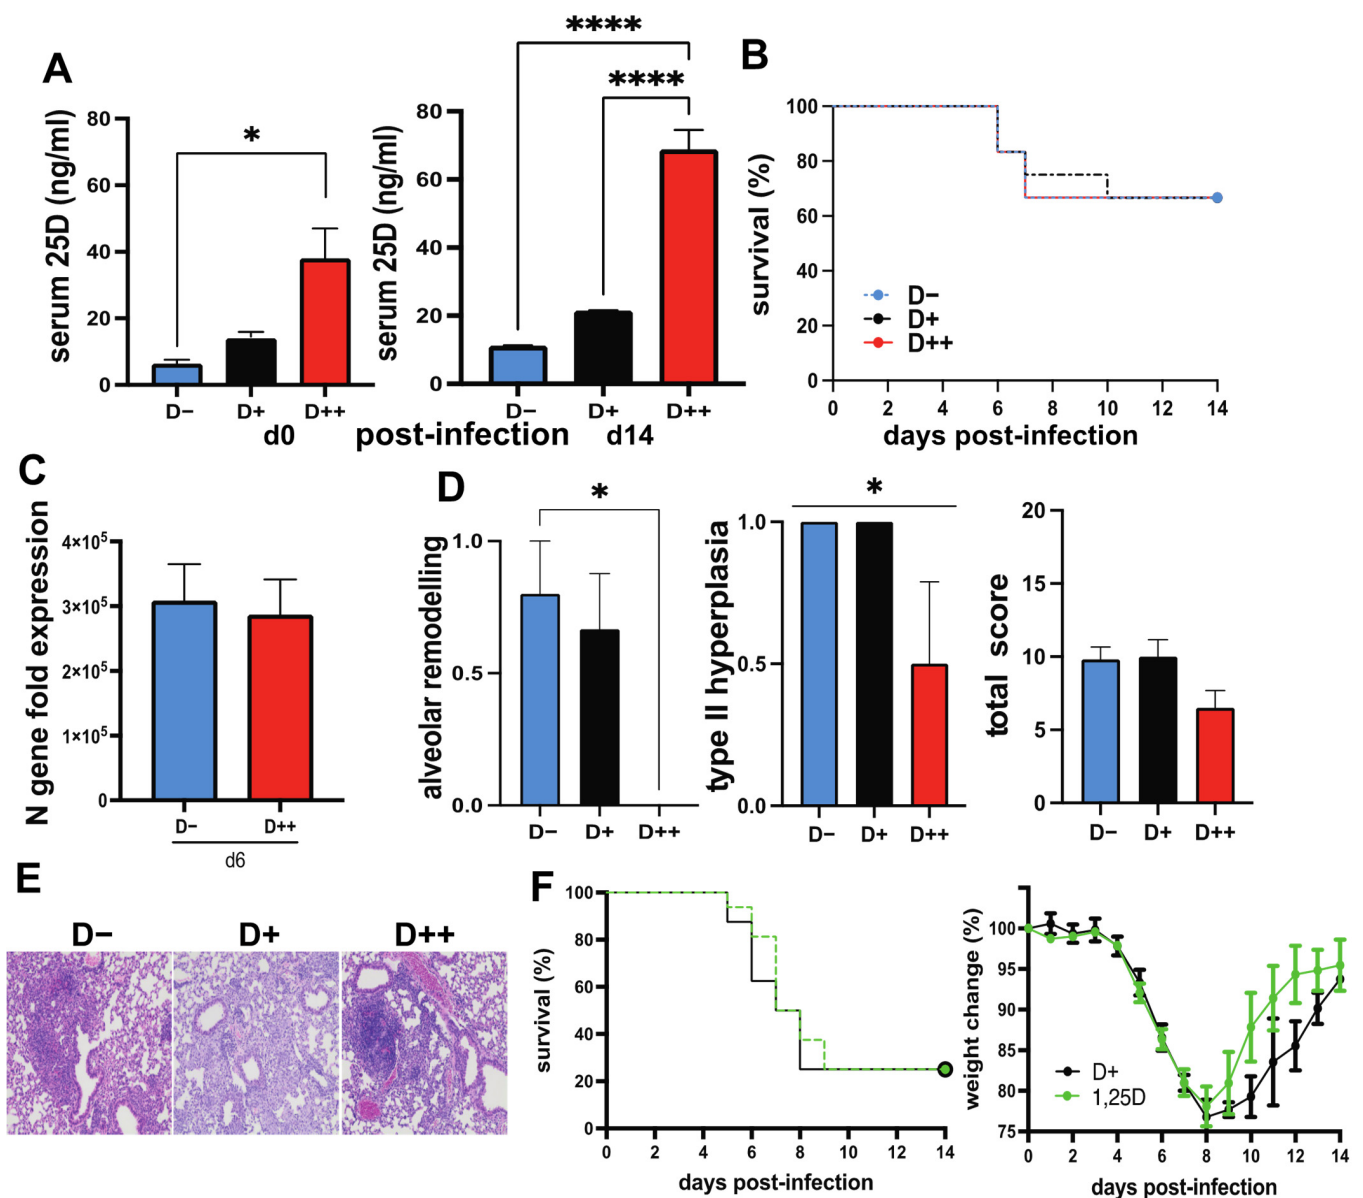 A
serum 25D (ng/ml)
80
60
40
20
0
*
D− D+ D++
d0
serum 25D (ng/ml)
80
60
40
20
0
****
****
D− D+ D++
post-infection
d14
B
survival (%)
100
80
60
40
20
0
D−
D+
D++
0 2 4 6 8 10 12 14
days post-infection
C
N gene fold expression
4×10⁵
3×10⁵
2×10⁵
1×10⁵
0
D− D++
d6
D
alveolar remodelling
1.0
0.5
0.0
*
D− D+ D++
type II hyperplasia
1.0
0.5
0.0
*
D− D+ D++
total score
20
15
10
5
0
D− D+ D++
E
D− D+ D++
F
survival (%)
100
80
60
40
20
0
0 2 4 6 8 10 12 14
days post-infection
weight change (%)
100
95
90
85
80
75
D+
1,25D
0 2 4 6 8 10 12 14
days post-infection